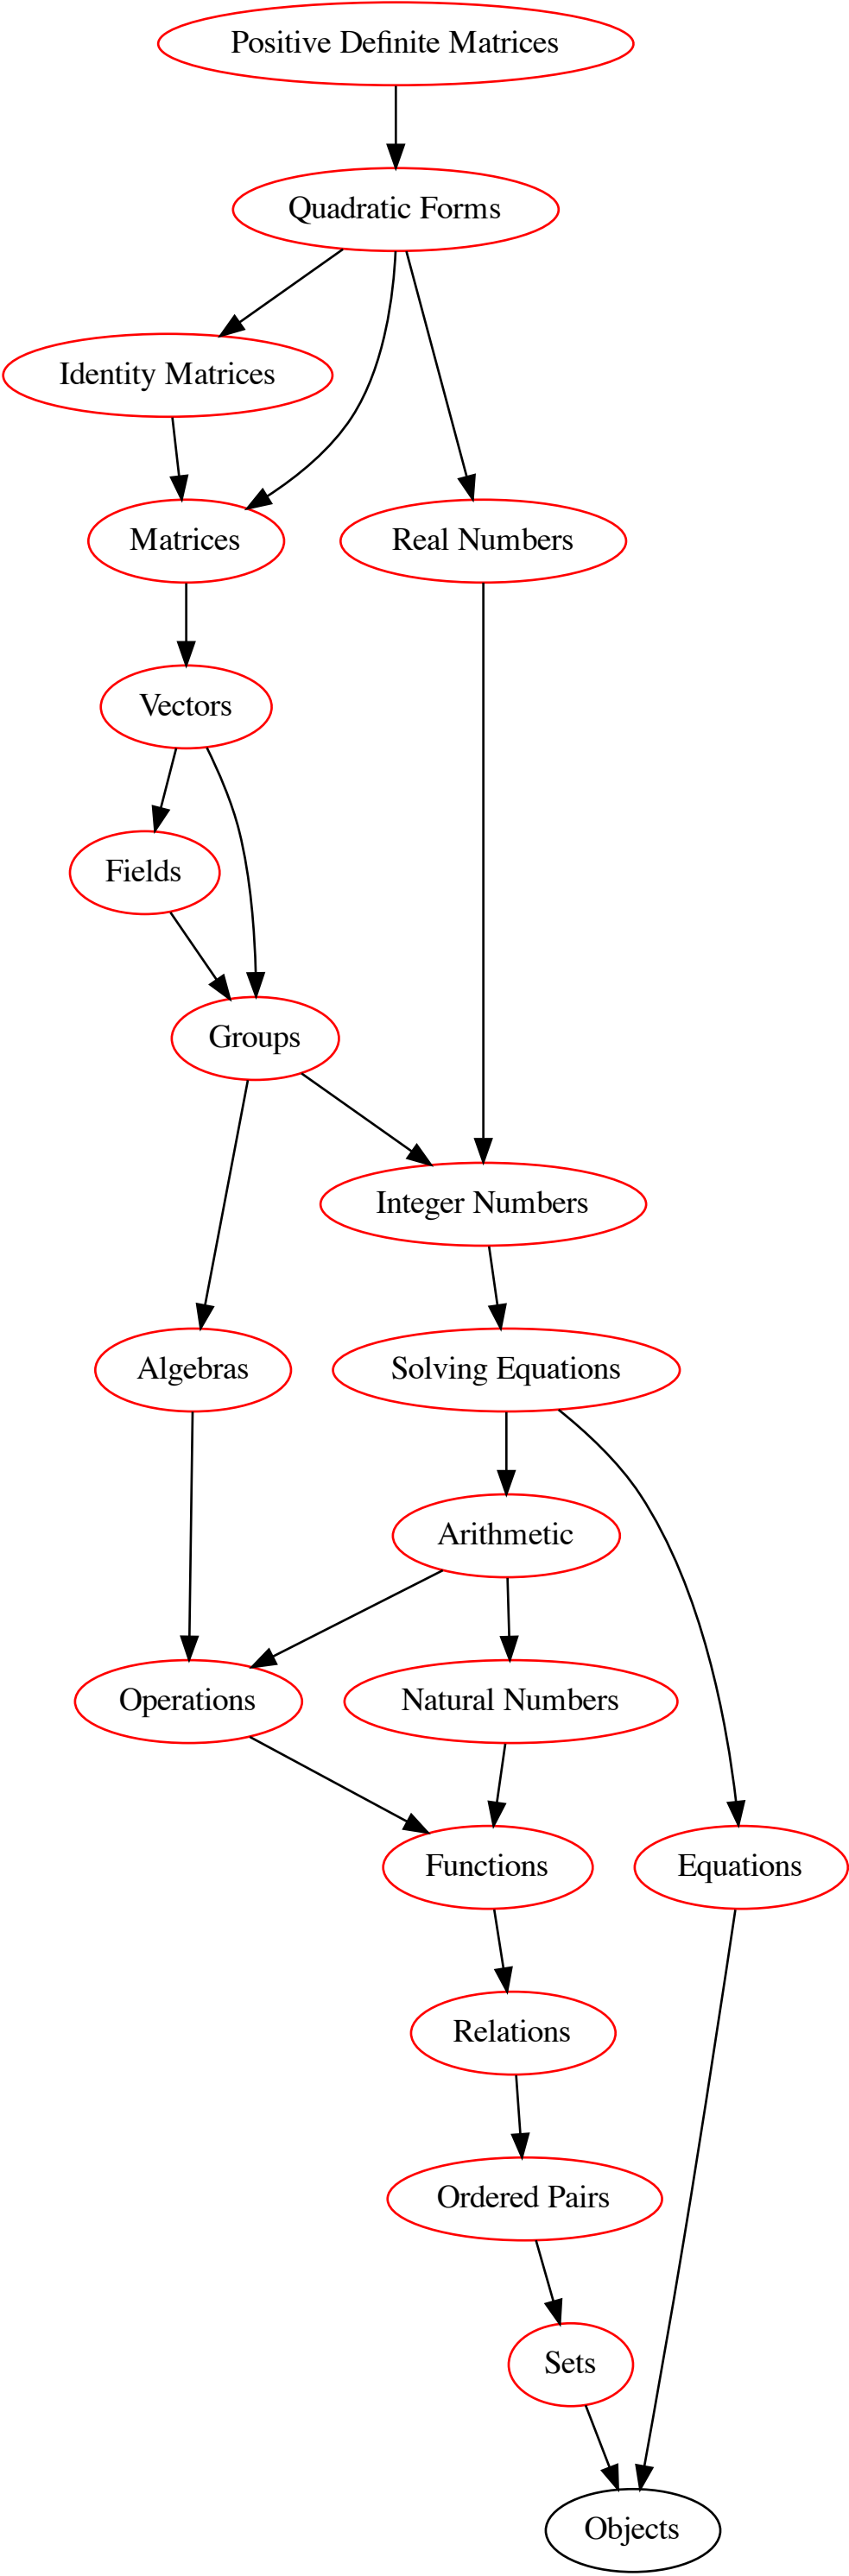 Positive Definite Matrices
Quadratic Forms
Identity Matrices
Matrices
Real Numbers
Vectors
Fields
Groups
Integer Numbers
Algebras
Solving Equations
Arithmetic
Operations
Natural Numbers
Functions
Equations
Relations
Ordered Pairs
Sets
Objects